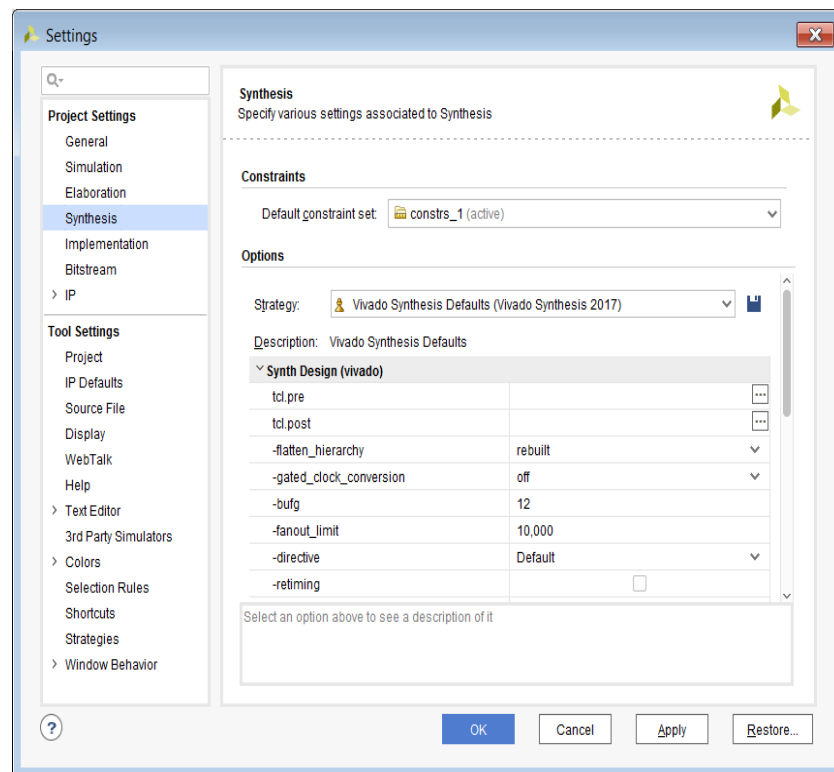 Settings
Project Settings
General
Simulation
Elaboration
Synthesis
Implementation
Bitstream
> IP
Tool Settings
Project
IP Defaults
Source File
Display
WebTalk
Help
> Text Editor
3rd Party Simulators
> Colors
Selection Rules
Shortcuts
Strategies
> Window Behavior
Synthesis
Specify various settings associated to Synthesis
Constraints
Default constraint set: constrs_1 (active)
Options
Strategy: Vivado Synthesis Defaults (Vivado Synthesis 2017)
Description: Vivado Synthesis Defaults
Synth Design (vivado)
tcl.pre ...
tcl.post ...
-flatten_hierarchy rebuilt
-gated_clock_conversion off
-bufg 12
-fanout_limit 10,000
-directive Default
-retiming
Select an option above to see a description of it
? OK Cancel Apply Restore...